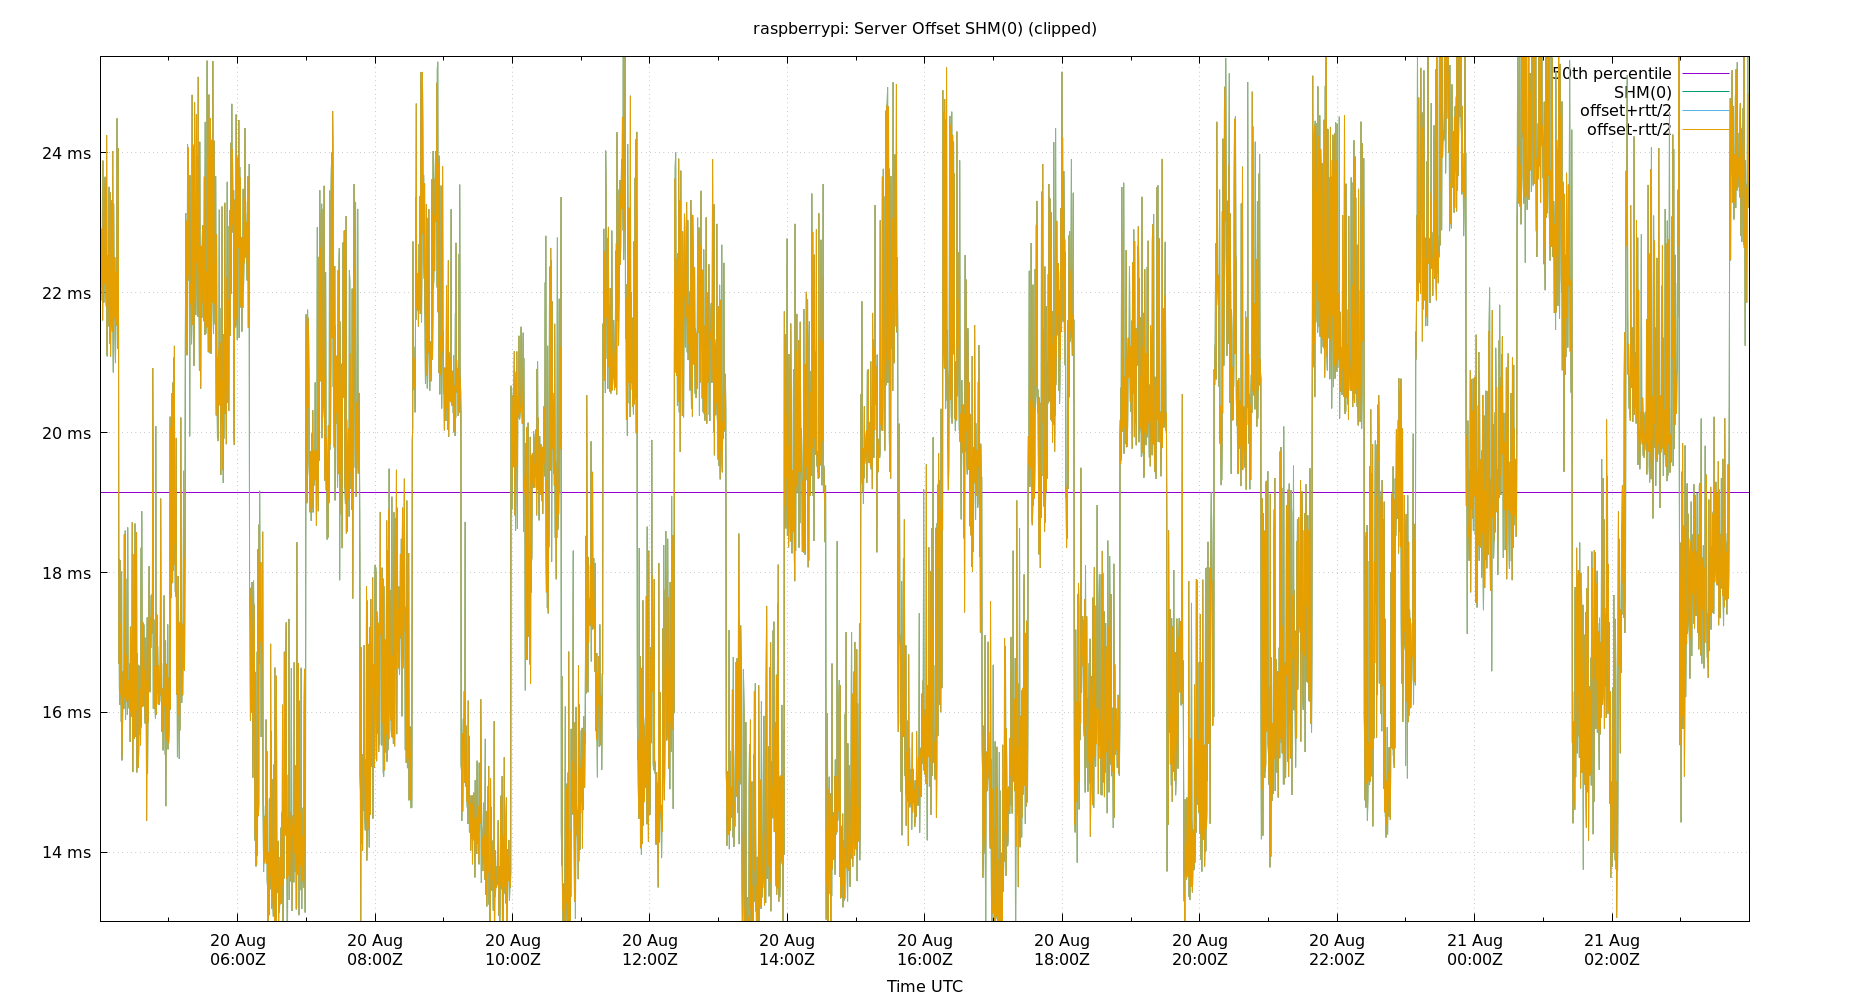 raspberrypi: Server Offset SHM(0) (clipped)
50th percentile
SHM(0)
offset+rtt/2
offset-rtt/2
24 ms
22 ms
20 ms
18 ms
16 ms
14 ms
20 Aug 20 Aug 20 Aug 20 Aug 20 Aug 20 Aug 20 Aug 20 Aug 20 Aug 21 Aug 21 Aug
06:00Z 08:00Z 10:00Z 12:00Z 14:00Z 16:00Z 18:00Z 20:00Z 22:00Z 00:00Z 02:00Z
Time UTC